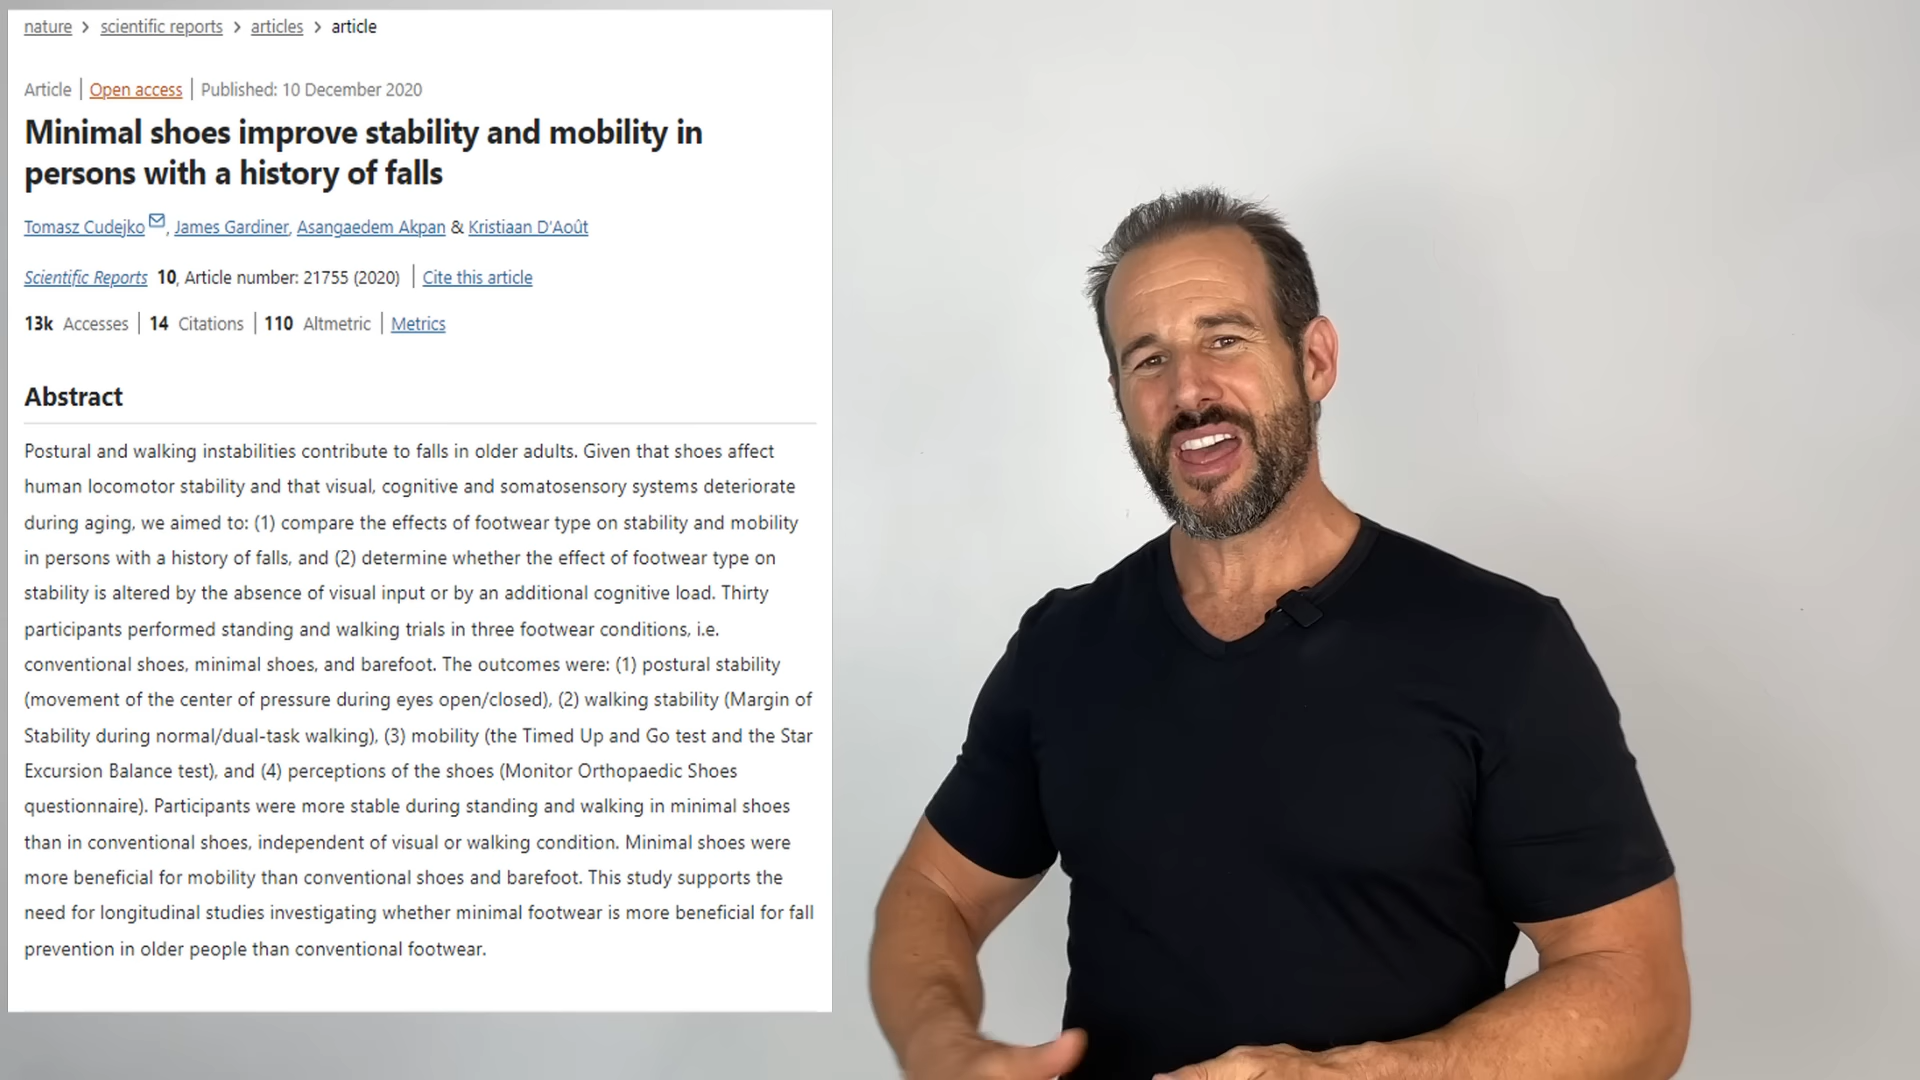 nature > scientific reports > articles > article
Article | Open access | Published: 10 December 2020
Minimal shoes improve stability and mobility in
persons with a history of falls
Tomasz Cudejko, James Gardiner, Asangaedem Akpan & Kristiaan D'Août
Scientific Reports 10, Article number: 21755 (2020) | Cite this article
13k Accesses | 14 Citations | 110 Altmetric | Metrics
Abstract
Postural and walking instabilities contribute to falls in older adults. Given that shoes affect
human locomotor stability and that visual, cognitive and somatosensory systems deteriorate
during aging, we aimed to: (1) compare the effects of footwear type on stability and mobility
in persons with a history of falls, and (2) determine whether the effect of footwear type on
stability is altered by the absence of visual input or by an additional cognitive load. Thirty
participants performed standing and walking trials in three footwear conditions, i.e.
conventional shoes, minimal shoes, and barefoot. The outcomes were: (1) postural stability
(movement of the center of pressure during eyes open/closed), (2) walking stability (Margin of
Stability during normal/dual-task walking), (3) mobility (the Timed Up and Go test and the Star
Excursion Balance test), and (4) perceptions of the shoes (Monitor Orthopaedic Shoes
questionnaire). Participants were more stable during standing and walking in minimal shoes
than in conventional shoes, independent of visual or walking condition. Minimal shoes were
more beneficial for mobility than conventional shoes and barefoot. This study supports the
need for longitudinal studies investigating whether minimal footwear is more beneficial for fall
prevention in older people than conventional footwear.